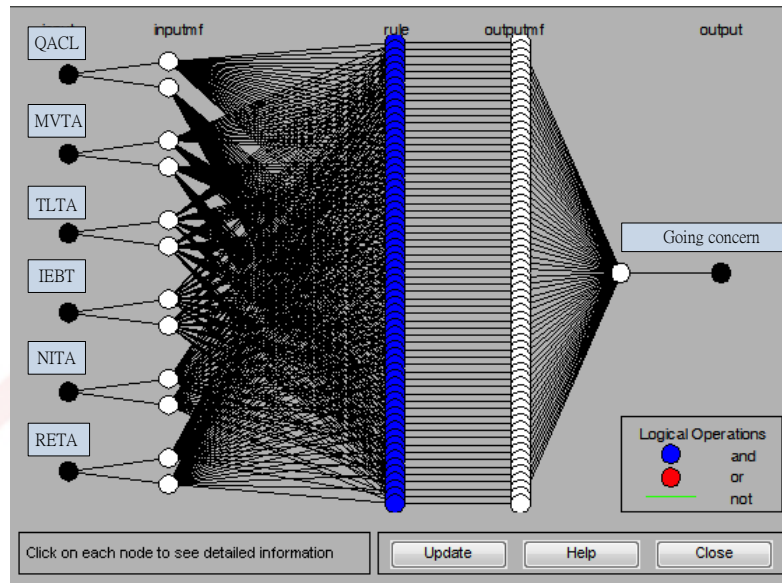 inputmf rule outputmf output
QACL
MVTA
TLTA
IEBT
NITA
RETA
Going concern
Logical Operations
and
or
not
Click on each node to see detailed information
Update
Help
Close